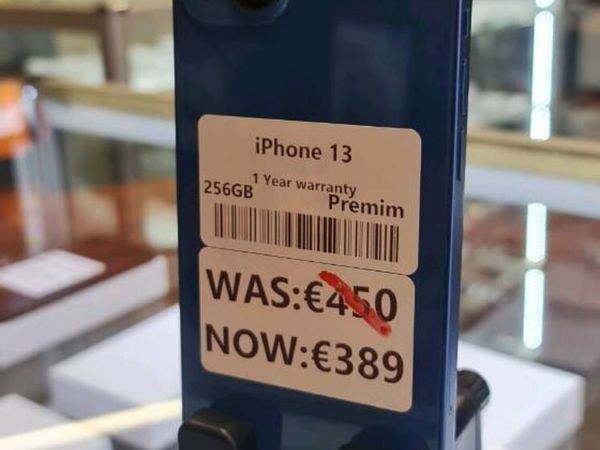 iPhone 13
1 Year warranty
256GB Premim
WAS:€450
NOW:€389